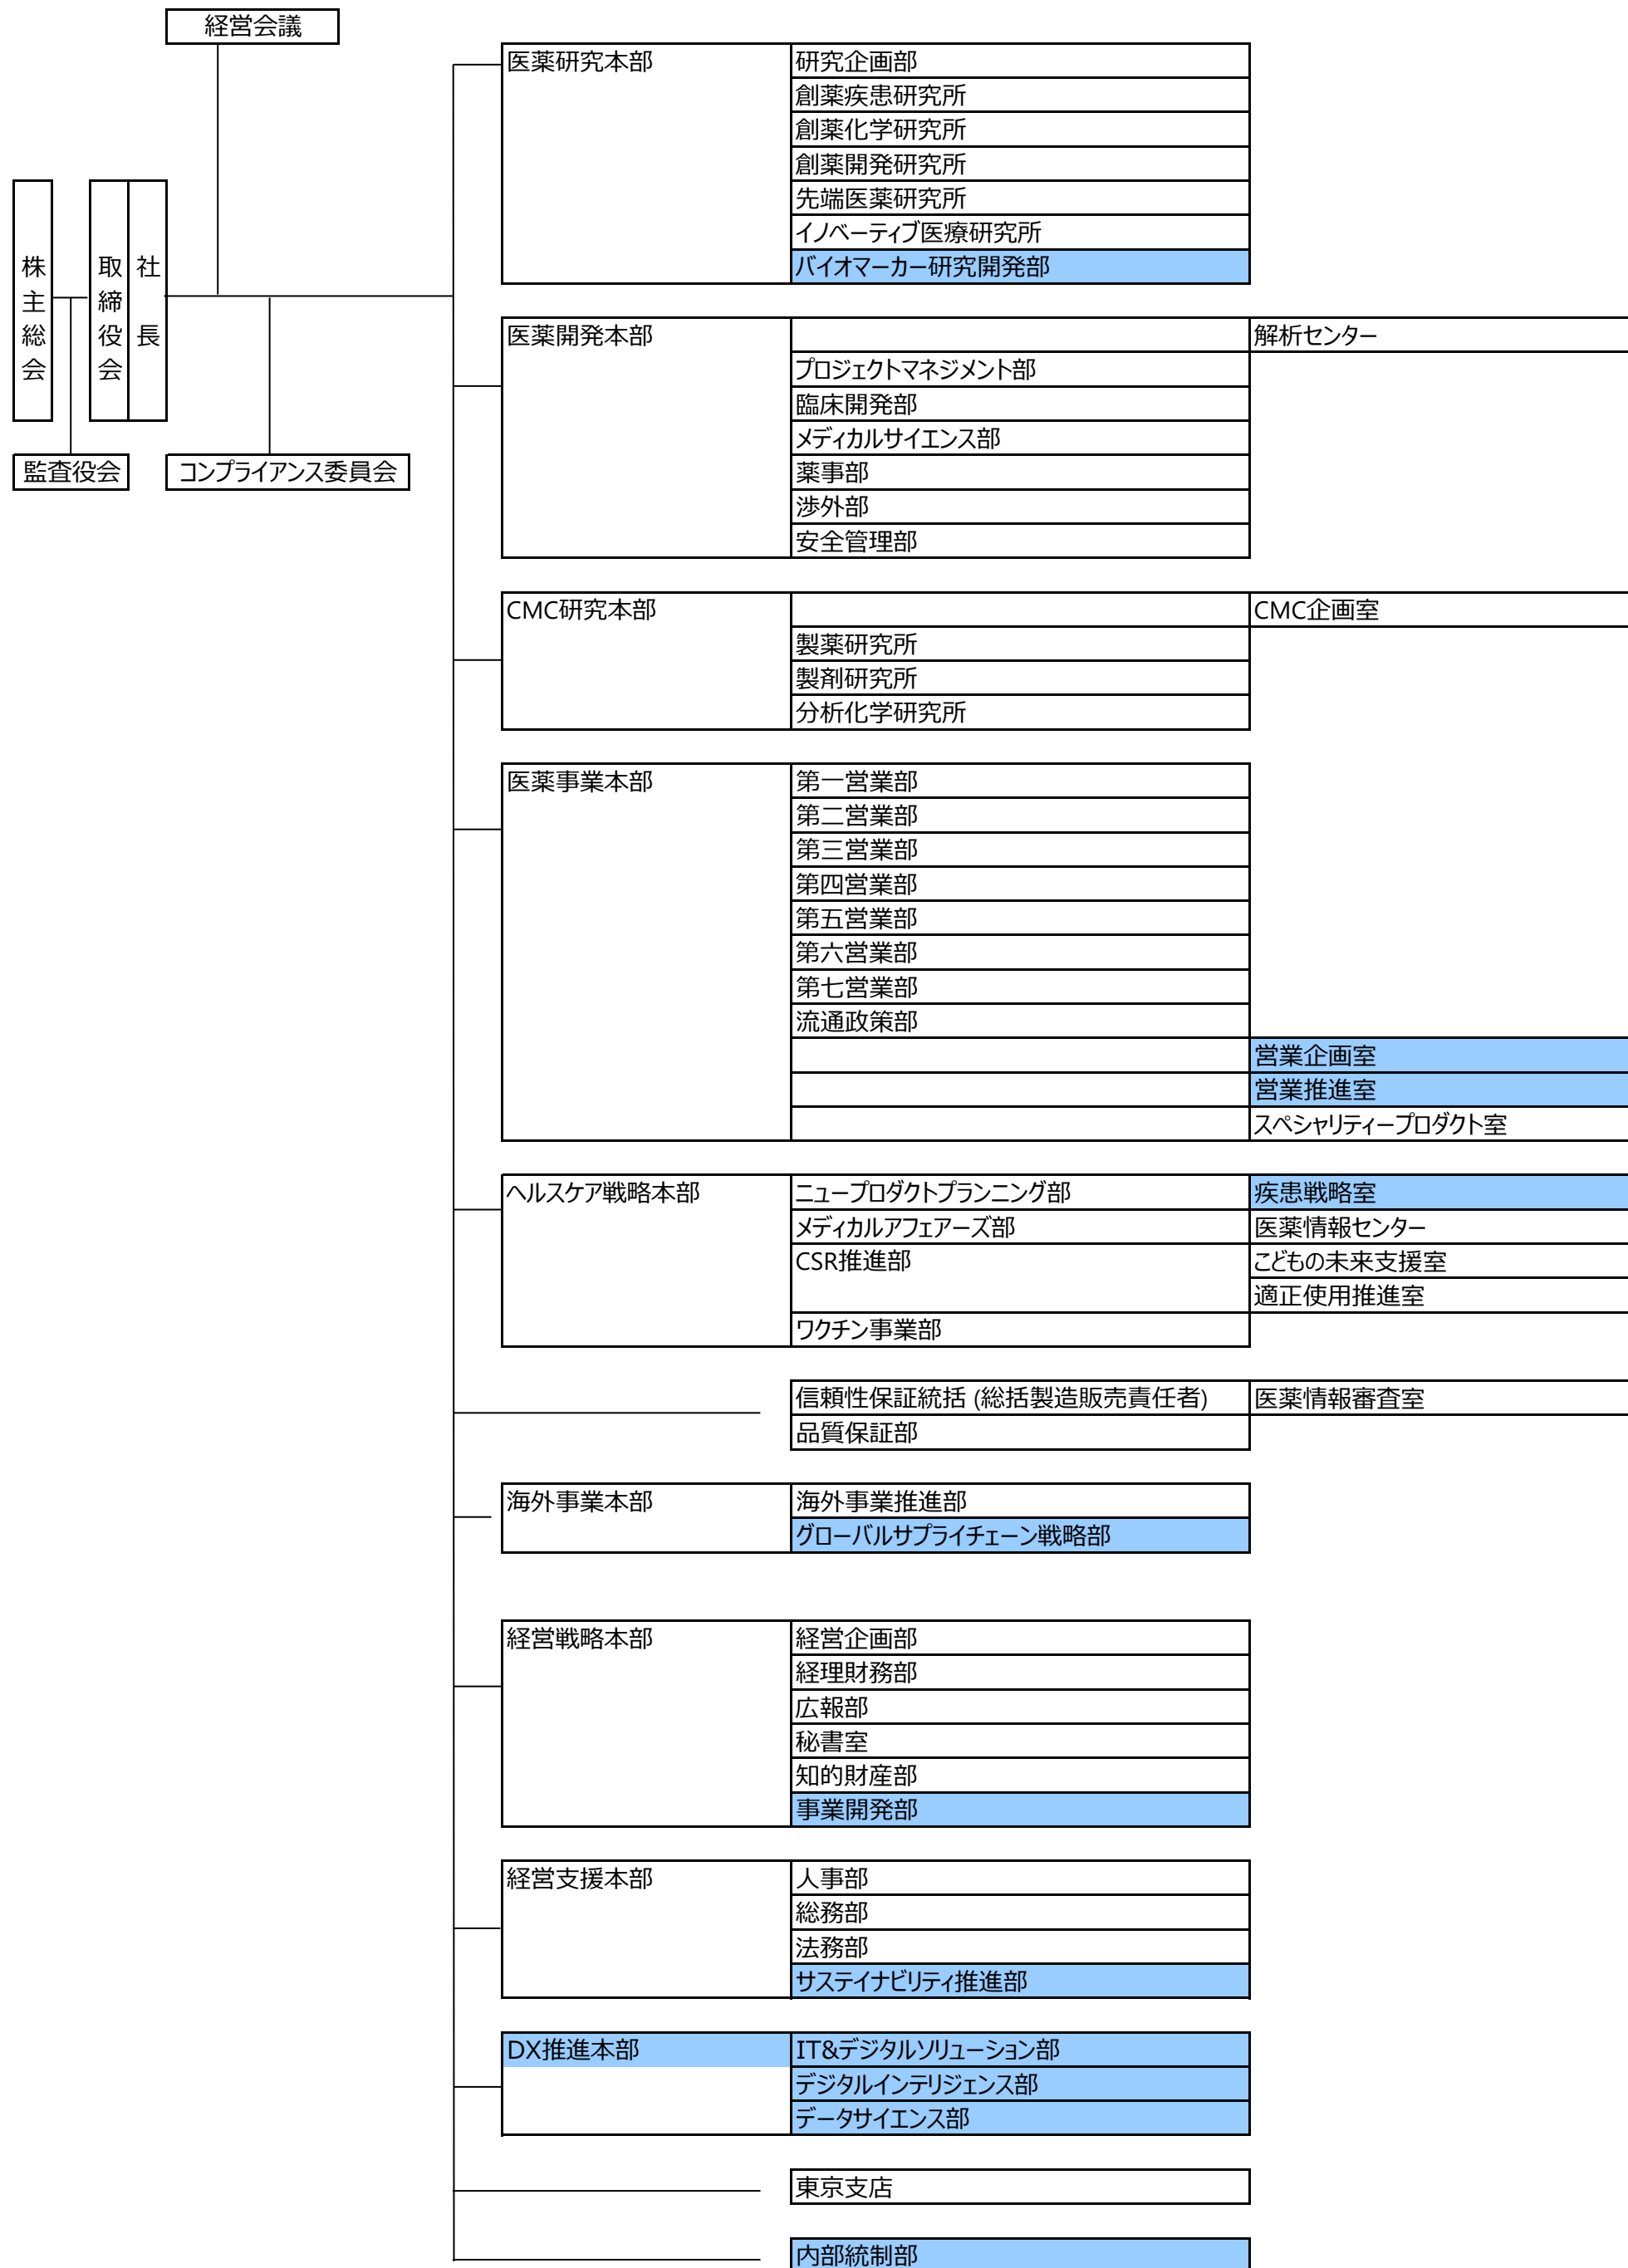 経営会議
株主総会
取締役会
社長
監査役会
コンプライアンス委員会
医薬研究本部
研究企画部
創薬疾患研究所
創薬化学研究所
創薬開発研究所
先端医薬研究所
イノベーティブ医療研究所
バイオマーカー研究開発部
医薬開発本部
解析センター
プロジェクトマネジメント部
臨床開発部
メディカルサイエンス部
薬事部
渉外部
安全管理部
CMC研究本部
CMC企画室
製薬研究所
製剤研究所
分析化学研究所
医薬事業本部
第一営業部
第二営業部
第三営業部
第四営業部
第五営業部
第六営業部
第七営業部
流通政策部
営業企画室
営業推進室
スペシャリティープロダクト室
ヘルスケア戦略本部
ニュープロダクトプランニング部
疾患戦略室
メディカルアフェアーズ部
医薬情報センター
CSR推進部
こどもの未来支援室
適正使用推進室
ワクチン事業部
信頼性保証統括 (総括製造販売責任者)
医薬情報審査室
品質保証部
海外事業本部
海外事業推進部
グローバルサプライチェーン戦略部
経営戦略本部
経営企画部
経理財務部
広報部
秘書室
知的財産部
事業開発部
経営支援本部
人事部
総務部
法務部
サステイナビリティ推進部
DX推進本部
IT&デジタルソリューション部
デジタルインテリジェンス部
データサイエンス部
東京支店
内部統制部